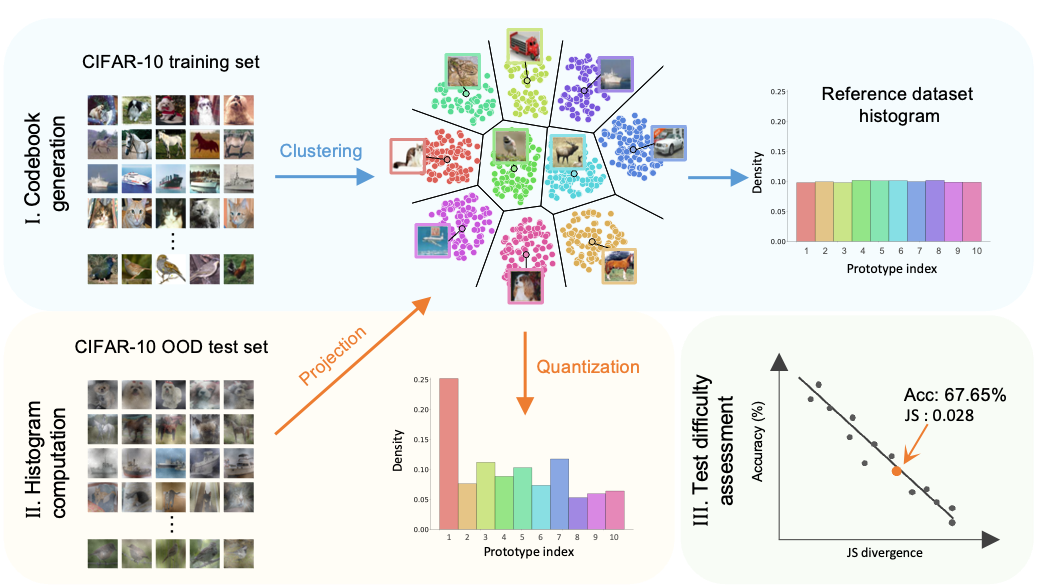 I. Codebook
generation
CIFAR-10 training set
Clustering
Reference dataset
histogram
Density
0.25
0.20
0.15
0.10
0.05
0.00
1 2 3 4 5 6 7 8 9 10
Prototype index
II. Histogram
computation
CIFAR-10 OOD test set
Projection
Quantization
Density
0.25
0.20
0.15
0.10
0.05
0.00
1 2 3 4 5 6 7 8 9 10
Prototype index
III. Test difficulty
assessment
Accuracy (%)
Acc: 67.65%
JS : 0.028
JS divergence